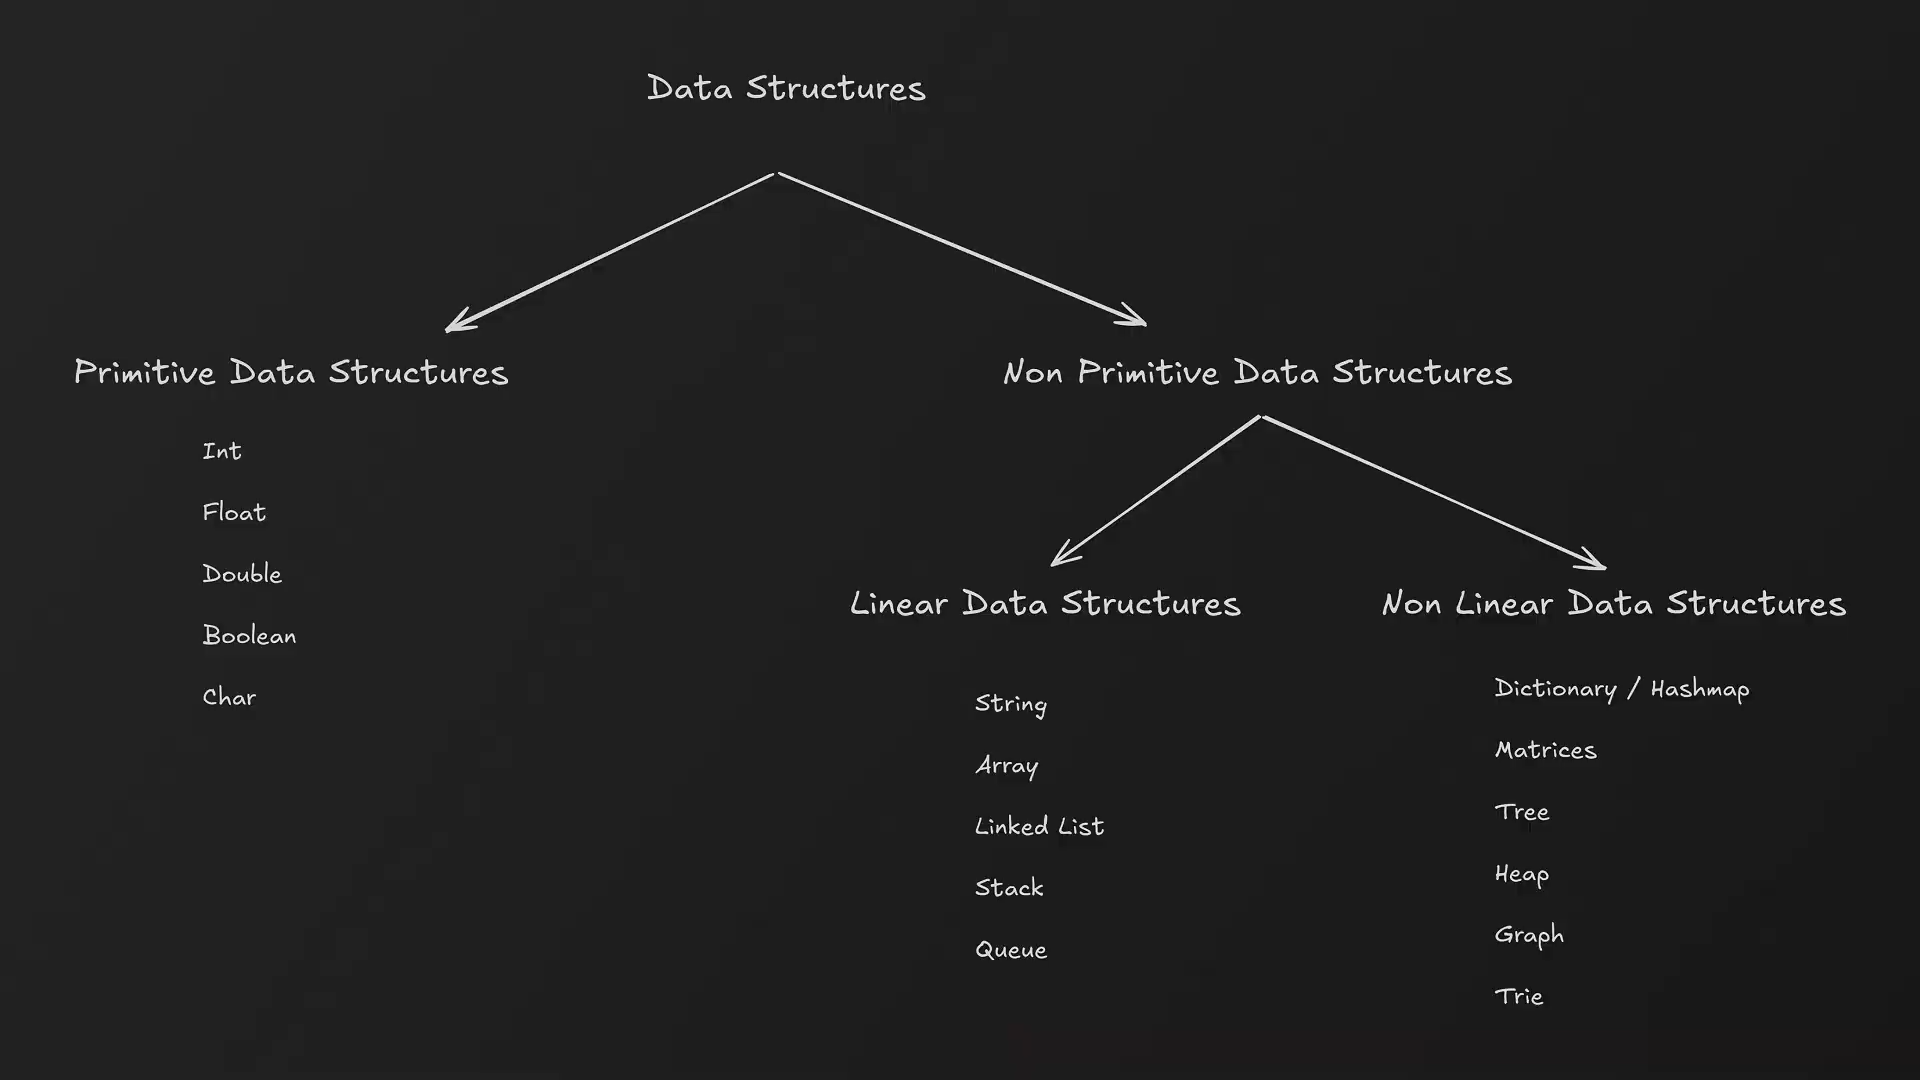 Data Structures
Primitive Data Structures
Int
Float
Double
Boolean
Char
Non Primitive Data Structures
Linear Data Structures
String
Array
Linked List
Stack
Queue
Non Linear Data Structures
Dictionary / Hashmap
Matrices
Tree
Heap
Graph
Trie